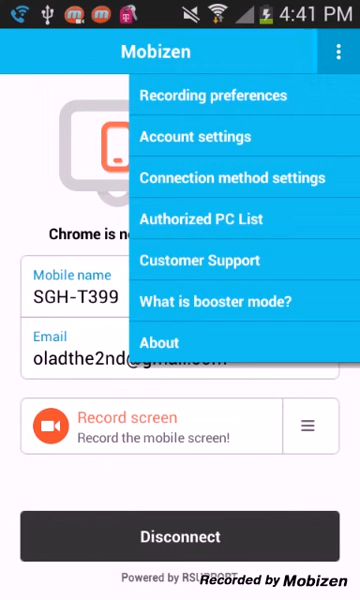 4:41 PM
Mobizen
Recording preferences
Account settings
Connection method settings
Authorized PC List
Customer Support
What is booster mode?
About
Chrome is
Mobile name
SGH-T399
Email
Record screen
Record the mobile screen!
Disconnect
Powered by RSUPPORT
Recorded by Mobizen